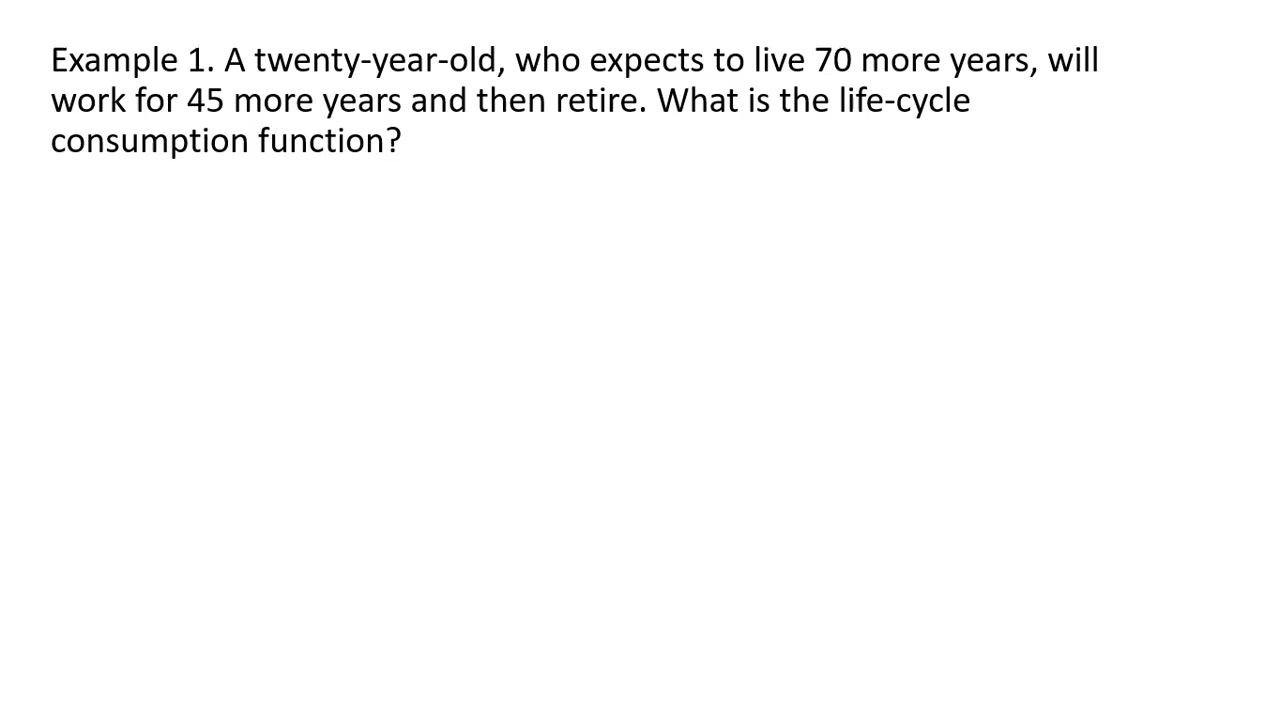 Example 1. A twenty-year-old, who expects to live 70 more years, will
work for 45 more years and then retire. What is the life-cycle
consumption function?